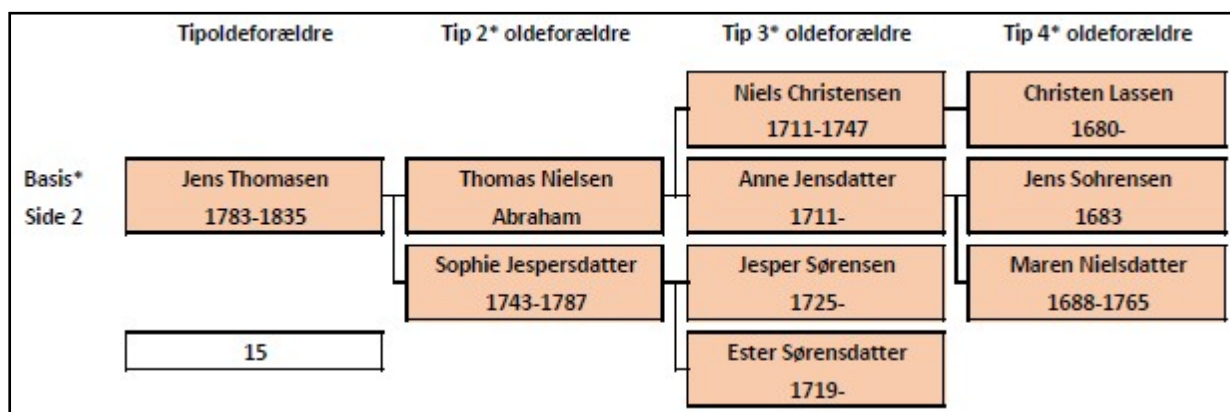 Tipoldeforældre Tip 2* oldeforældre Tip 3* oldeforældre Tip 4* oldeforældre
Niels Christensen Christen Lassen
1711-1747 1680-
Basis* Jens Thomasen Thomas Nielsen Anne Jensdatter Jens Sohrensen
Side 2 1783-1835 Abraham 1711- 1683
Sophie Jespersdatter Jesper Sørensen Maren Nielsdatter
1743-1787 1725- 1688-1765
15 Ester Sørensdatter
1719-